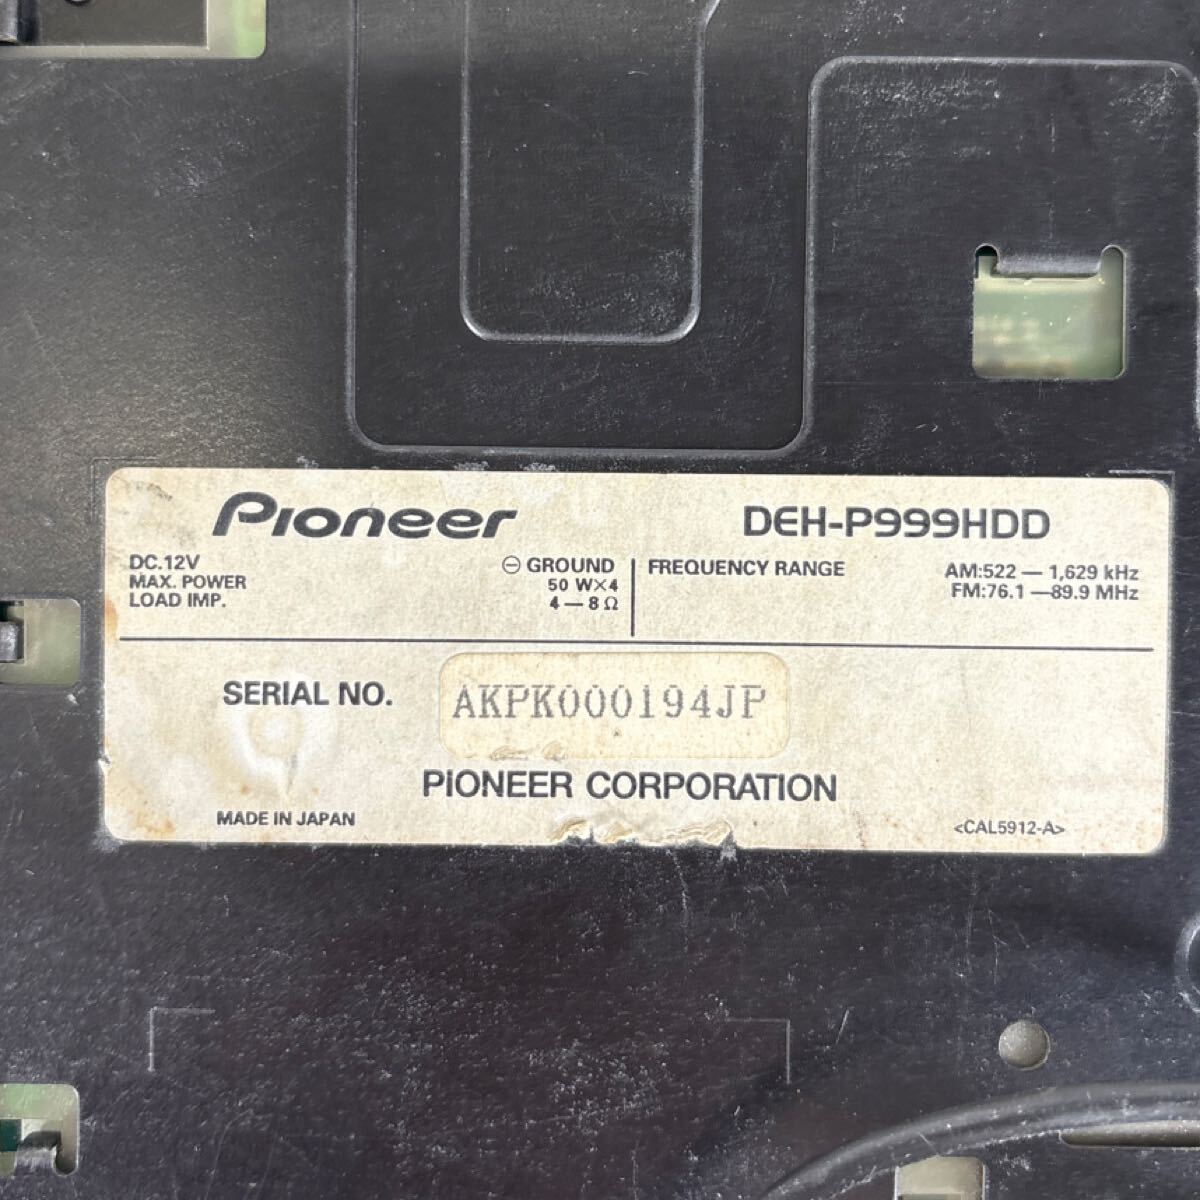 Pioneer DEH-P999HDD
DC.12V ⊖ GROUND
MAX. POWER 50 W×4
LOAD IMP. 4 — 8 Ω
FREQUENCY RANGE AM:522 — 1,629 kHz
FM:76.1 —89.9 MHz
SERIAL NO. AKPK000194JP
PIONEER CORPORATION
MADE IN JAPAN <CAL5912-A>